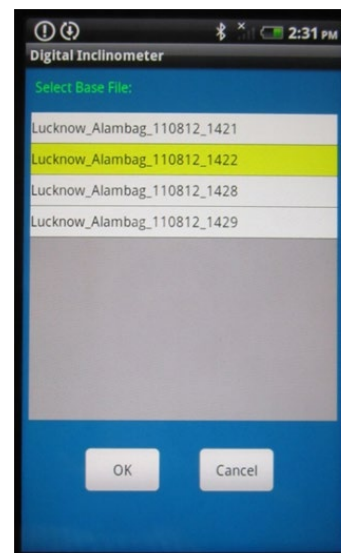 2:31 PM
Digital Inclinometer
Select Base File:
Lucknow_Alambag_110812_1421
Lucknow_Alambag_110812_1422
Lucknow_Alambag_110812_1428
Lucknow_Alambag_110812_1429
OK Cancel